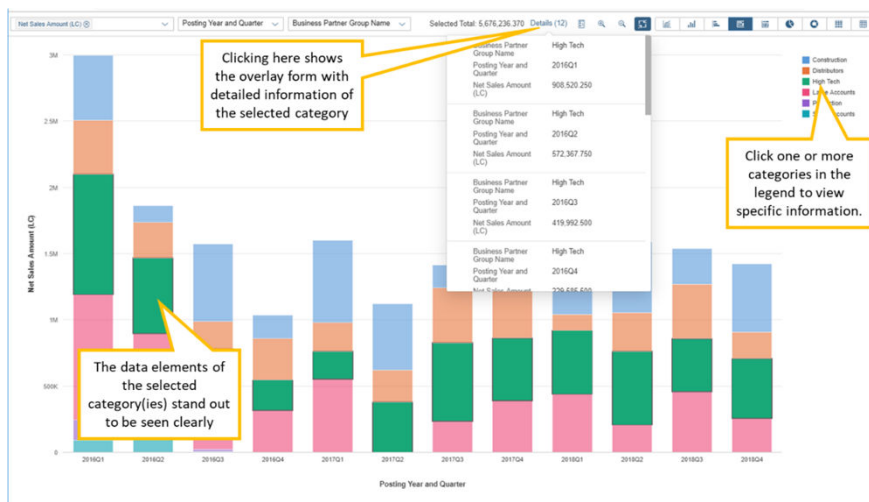 Net Sales Amount (LC)
Posting Year and Quarter
Business Partner Group Name
Selected Total: 5,676,236.370
Details (12)
Clicking here shows
the overlay form with
detailed information of
the selected category
Business Partner
Group Name
High Tech
Posting Year and
Quarter
2016Q1
Net Sales Amount
(LC)
908,520.250
Business Partner
Group Name
High Tech
Posting Year and
Quarter
2016Q2
Net Sales Amount
(LC)
572,367.750
Business Partner
Group Name
High Tech
Posting Year and
Quarter
2016Q3
Net Sales Amount
(LC)
419,992.500
Business Partner
Group Name
High Tech
Posting Year and
Quarter
2016Q4
Net Sales Amount
229,585.500
Construction
Distributors
High Tech
Accounts
Click one or more
categories in the
legend to view
specific information.
The data elements of
the selected
category(ies) stand out
to be seen clearly
Net Sales Amount (LC)
3M
2.5M
2M
1.5M
1M
500K
0
2016Q1
2016Q2
2016Q3
2016Q4
2017Q1
2017Q2
2017Q3
2017Q4
2018Q1
2018Q2
2018Q3
2018Q4
Posting Year and Quarter